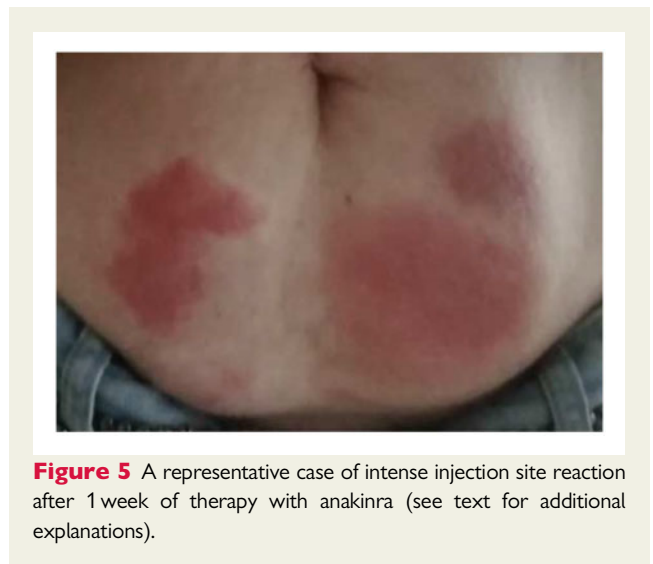 Figure 5 A representative case of intense injection site reaction
after 1 week of therapy with anakinra (see text for additional
explanations).